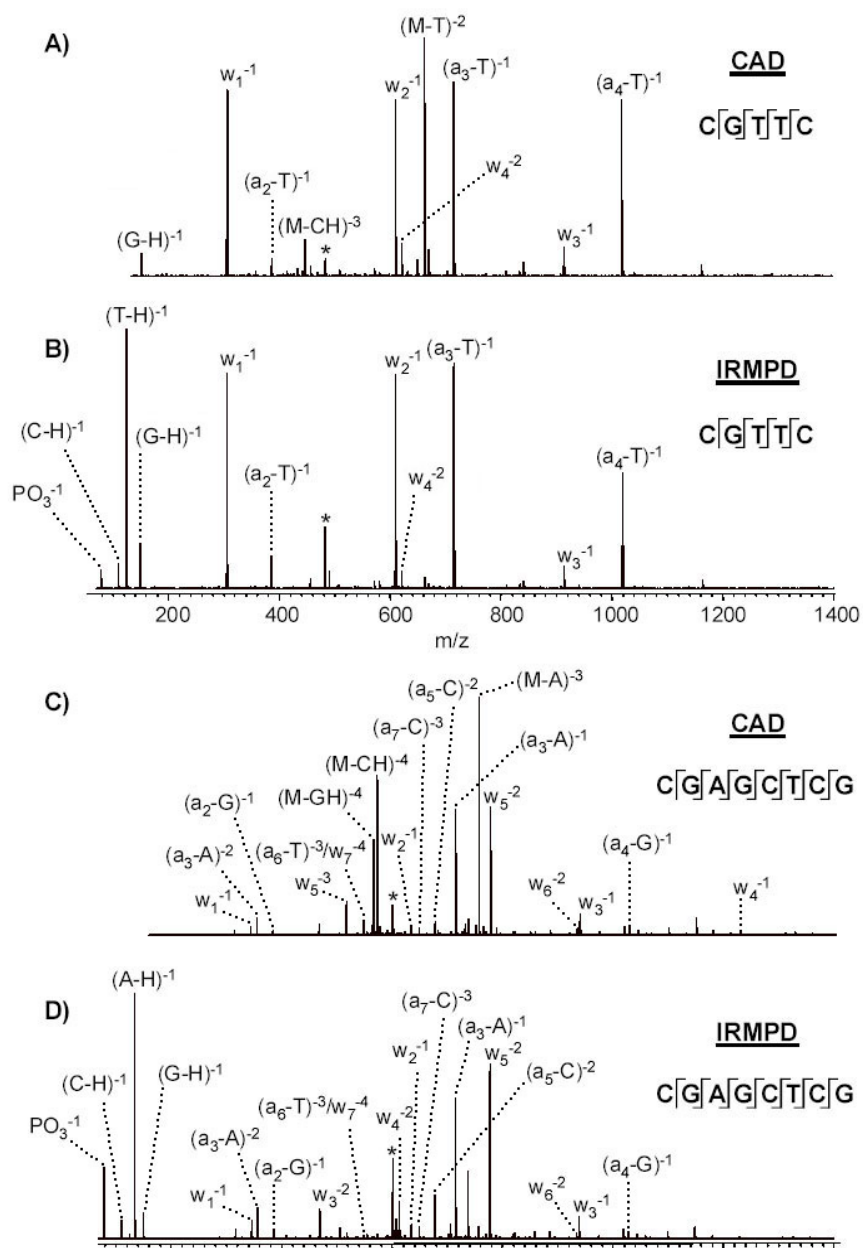 A)
CAD
C G T T C
(M-T)-2
w1-1
w2-1
(a3-T)-1
(a4-T)-1
w4-2
(a2-T)-1
(M-CH)-3
(G-H)-1
*
w3-1
B)
IRMPD
C G T T C
(T-H)-1
w1-1
w2-1
(a3-T)-1
(C-H)-1
(G-H)-1
(a4-T)-1
(a2-T)-1
w4-2
PO3-1
*
w3-1
200 400 600 800 1000 1200 1400
m/z
C)
CAD
C G A G C T C G
(a5-C)-2
(M-A)-3
(a7-C)-3
(a3-A)-1
(M-CH)-4
(M-GH)-4
(a2-G)-1
w2-1
w5-2
(a3-A)-2
(a6-T)-3/w7-4
(a4-G)-1
w5-3
w1-1
*
w6-2
w3-1
w4-1
D)
IRMPD
C G A G C T C G
(A-H)-1
(a7-C)-3
(a3-A)-1
w2-1
w5-2
(C-H)-1
(G-H)-1
(a5-C)-2
(a6-T)-3/w7-4
w4-2
PO3-1
(a3-A)-2
(a2-G)-1
*
(a4-G)-1
w1-1
w3-2
w6-2
w3-1